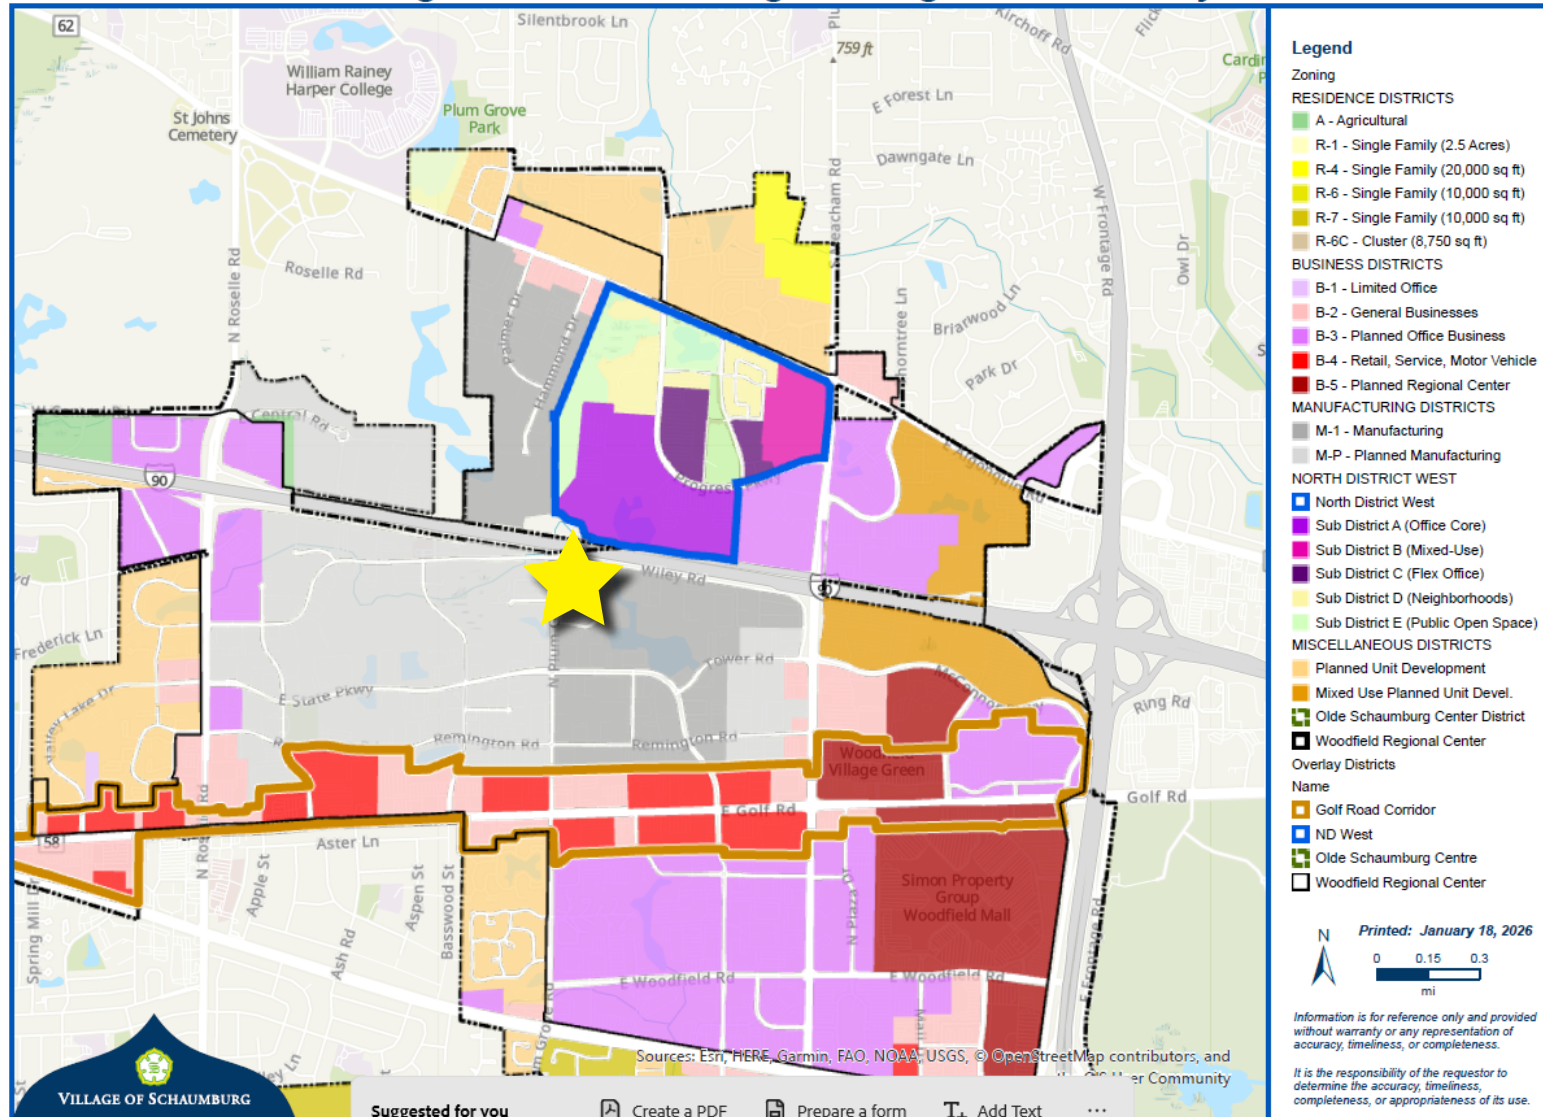 62
Silentbrook Ln
Kirchoff Rd
759 ft
William Rainey
Harper College
Plum Grove
Park
St Johns
Cemetery
E Forest Ln
Dawngate Ln
W Frontage Rd
Owl Dr
N Roselle Rd
Roselle Rd
Palmer Dr
Hammond Dr
Briarwood Ln
Park Dr
E Central Rd
E Algonquin Rd
90
Wiley Rd
Frederick Ln
Tower Rd
E State Pkwy
McConnor Pkwy
Ring Rd
Remington Rd
Remington Rd
Woodfield
Village Green
E Golf Rd
Golf Rd
58
Aster Ln
Apple St
Aspen St
Basswood St
Ash Rd
Spring Mill Dr
Simon Property
Group
Woodfield Mall
N Plaza Dr
E Woodfield Rd
E Woodfield Rd
E Frontage Rd
Sources: Esri, HERE, Garmin, FAO, NOAA, USGS, © OpenStreetMap contributors, and
VILLAGE OF SCHAUMBURG
Suggested for you
Create a PDF
Prepare a form
Add Text
Legend
Zoning
RESIDENCE DISTRICTS
A - Agricultural
R-1 - Single Family (2.5 Acres)
R-4 - Single Family (20,000 sq ft)
R-6 - Single Family (10,000 sq ft)
R-7 - Single Family (10,000 sq ft)
R-6C - Cluster (8,750 sq ft)
BUSINESS DISTRICTS
B-1 - Limited Office
B-2 - General Businesses
B-3 - Planned Office Business
B-4 - Retail, Service, Motor Vehicle
B-5 - Planned Regional Center
MANUFACTURING DISTRICTS
M-1 - Manufacturing
M-P - Planned Manufacturing
NORTH DISTRICT WEST
North District West
Sub District A (Office Core)
Sub District B (Mixed-Use)
Sub District C (Flex Office)
Sub District D (Neighborhoods)
Sub District E (Public Open Space)
MISCELLANEOUS DISTRICTS
Planned Unit Development
Mixed Use Planned Unit Devel.
Olde Schaumburg Center District
Woodfield Regional Center
Overlay Districts
Name
Golf Road Corridor
ND West
Olde Schaumburg Centre
Woodfield Regional Center
N
Printed: January 18, 2026
0 0.15 0.3
mi
Information is for reference only and provided
without warranty or any representation of
accuracy, timeliness, or completeness.
It is the responsibility of the requestor to
determine the accuracy, timeliness,
completeness, or appropriateness of its use.